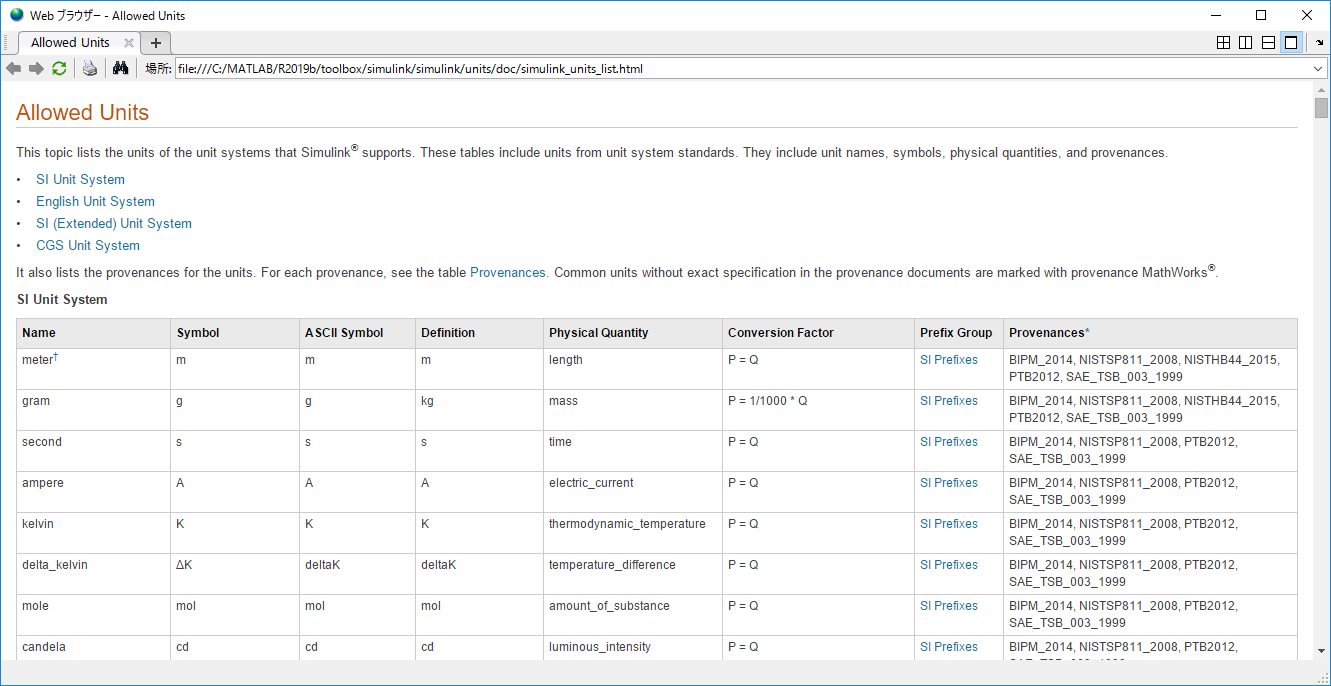 Web ブラウザー - Allowed Units
Allowed Units
場所: file:///C:/MATLAB/R2019b/toolbox/simulink/simulink/units/doc/simulink_units_list.html
Allowed Units
This topic lists the units of the unit systems that Simulink® supports. These tables include units from unit system standards. They include unit names, symbols, physical quantities, and provenances.
• SI Unit System
• English Unit System
• SI (Extended) Unit System
• CGS Unit System
It also lists the provenances for the units. For each provenance, see the table Provenances. Common units without exact specification in the provenance documents are marked with provenance MathWorks®.
SI Unit System
Name Symbol ASCII Symbol Definition Physical Quantity Conversion Factor Prefix Group Provenances*
meter† m m m length P = Q SI Prefixes BIPM_2014, NISTSP811_2008, NISTHB44_2015,
PTB2012, SAE_TSB_003_1999
gram g g kg mass P = 1/1000 * Q SI Prefixes BIPM_2014, NISTSP811_2008, NISTHB44_2015,
PTB2012, SAE_TSB_003_1999
second s s s time P = Q SI Prefixes BIPM_2014, NISTSP811_2008, PTB2012,
SAE_TSB_003_1999
ampere A A A electric_current P = Q SI Prefixes BIPM_2014, NISTSP811_2008, PTB2012,
SAE_TSB_003_1999
kelvin K K K thermodynamic_temperature P = Q SI Prefixes BIPM_2014, NISTSP811_2008, PTB2012,
SAE_TSB_003_1999
delta_kelvin ΔK deltaK deltaK temperature_difference P = Q SI Prefixes BIPM_2014, NISTSP811_2008, PTB2012,
SAE_TSB_003_1999
mole mol mol mol amount_of_substance P = Q SI Prefixes BIPM_2014, NISTSP811_2008, PTB2012,
SAE_TSB_003_1999
candela cd cd cd luminous_intensity P = Q SI Prefixes BIPM_2014, NISTSP811_2008, PTB2012,